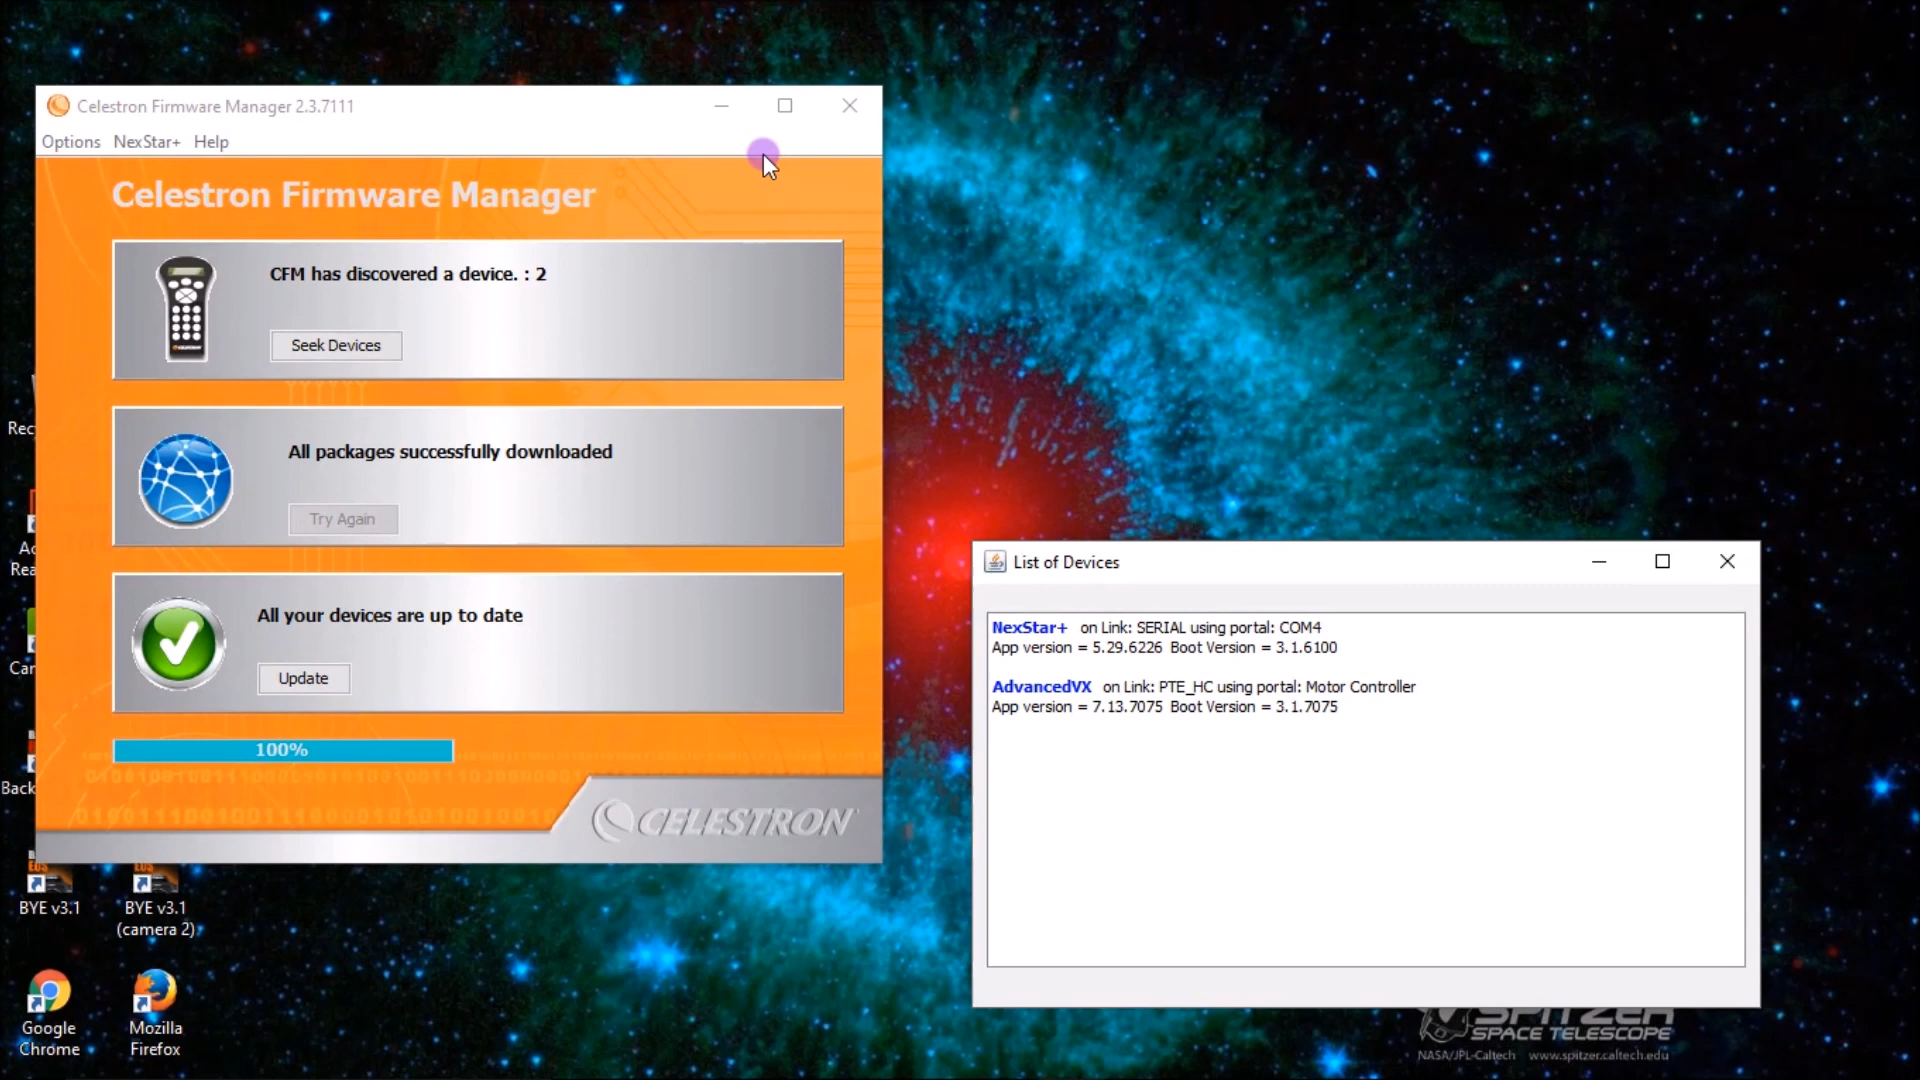 Celestron Firmware Manager 2.3.7111
Options NexStar+ Help
Celestron Firmware Manager
CFM has discovered a device. : 2
Seek Devices
All packages successfully downloaded
Try Again
All your devices are up to date
Update
100%
CELESTRON
List of Devices
NexStar+ on Link: SERIAL using portal: COM4
App version = 5.29.6226 Boot Version = 3.1.6100
AdvancedVX on Link: PTE_HC using portal: Motor Controller
App version = 7.13.7075 Boot Version = 3.1.7075
BYE v3.1
BYE v3.1
(camera 2)
Google
Chrome
Mozilla
Firefox
SPITZER
SPACE TELESCOPE
NASA/JPL-Caltech www.spitzer.caltech.edu